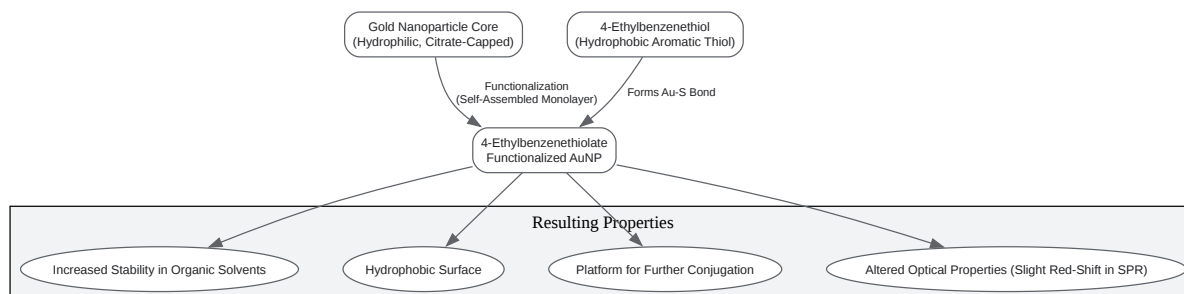 Gold Nanoparticle Core
(Hydrophilic, Citrate-Capped)
4-Ethylbenzenethiol
(Hydrophobic Aromatic Thiol)
Functionalization
(Self-Assembled Monolayer)
Forms Au-S Bond
4-Ethylbenzenethiolate
Functionalized AuNP
Resulting Properties
Increased Stability in Organic Solvents
Hydrophobic Surface
Platform for Further Conjugation
Altered Optical Properties (Slight Red-Shift in SPR)